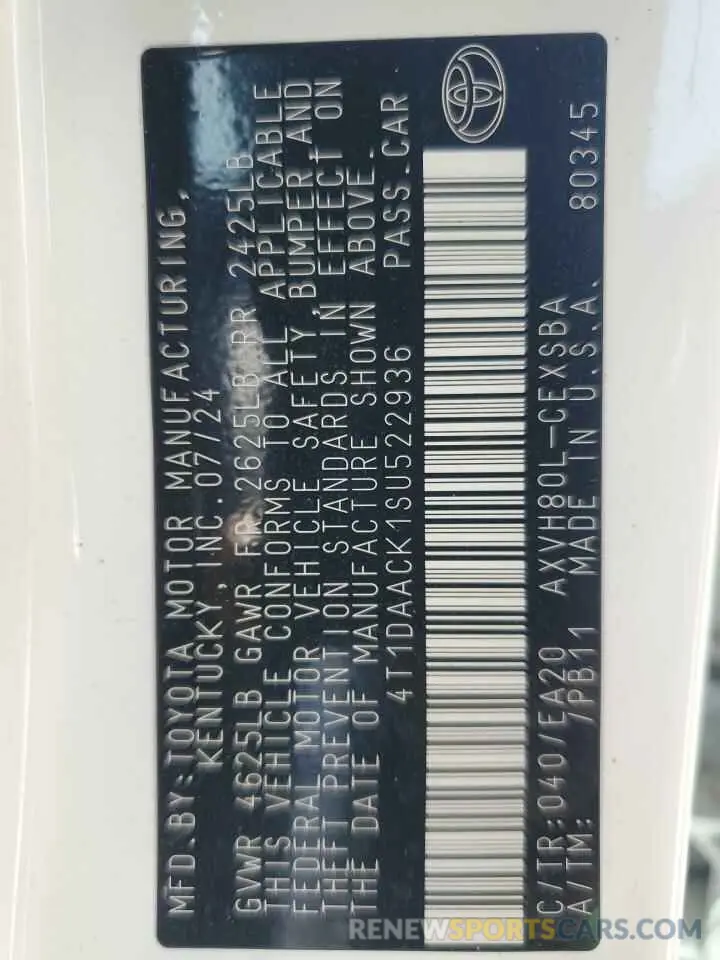 MFD.BY:TOYOTA MOTOR MANUFACTURING,
KENTUCKY, INC.07/24
GVWR 4625LB GAWR FR 2625LB RR 2425LB
THIS VEHICLE CONFORMS TO ALL APPLICABLE
FEDERAL MOTOR VEHICLE SAFETY, BUMPER, AND
THEFT PREVENTION STANDARDS IN EFFECT ON
THE DATE OF MANUFACTURE SHOWN ABOVE.
4T1DAACK1SU522936 PASS.CAR
C/TR:040/EA20 AXVH80L-CEXSBA
A/TM: /PB11 MADE IN U.S.A. 80345
RENEWSPORTSCARS.COM